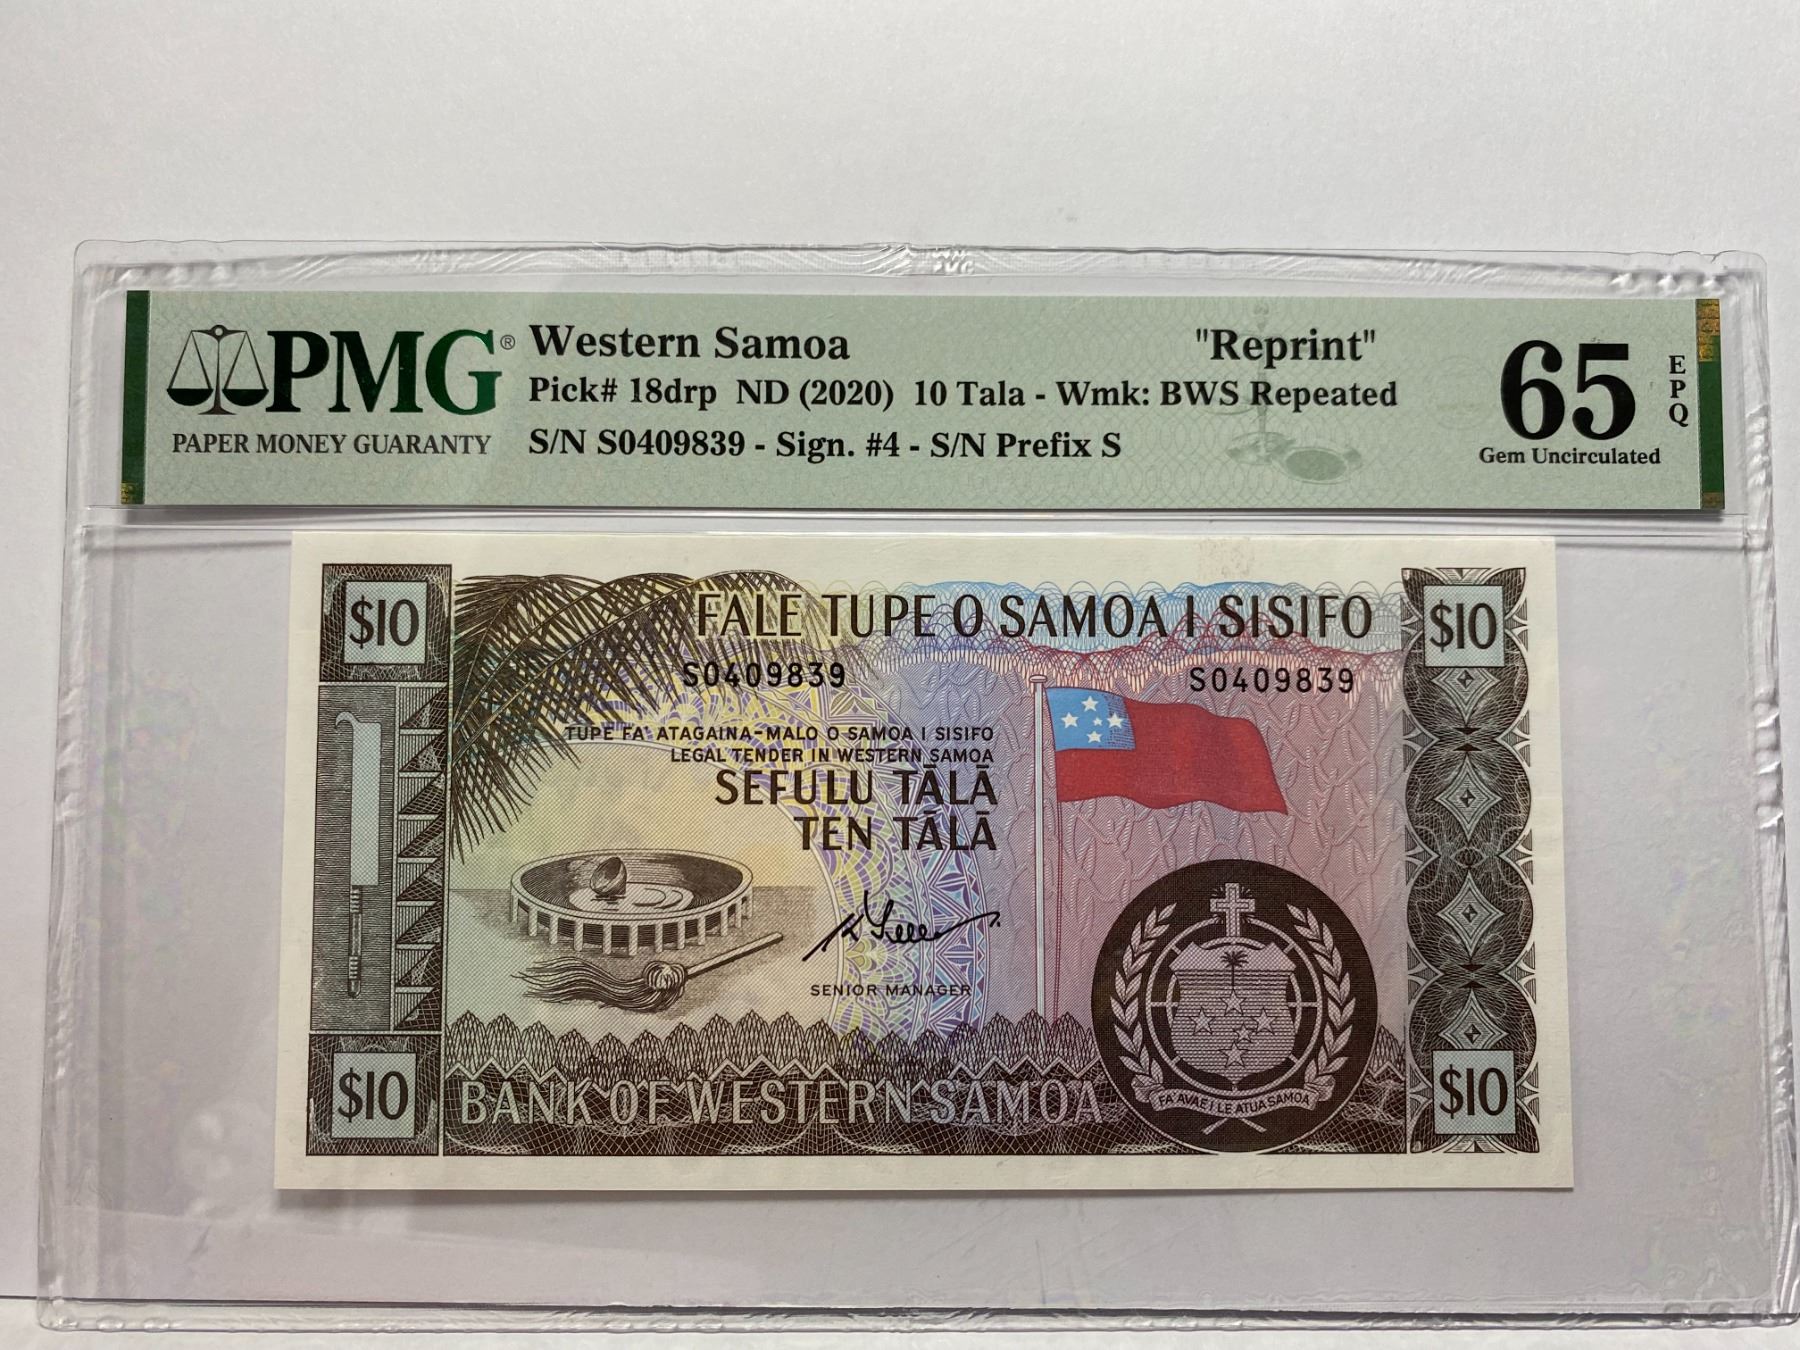 PMG®
PAPER MONEY GUARANTY
Western Samoa
"Reprint"
Pick# 18drp ND (2020) 10 Tala - Wmk: BWS Repeated
S/N S0409839 - Sign. #4 - S/N Prefix S
65
EPQ
Gem Uncirculated
$10
FALE TUPE O SAMOA I SISIFO
$10
S0409839
S0409839
TUPE FA'ATAGAINA-MALO O SAMOA I SISIFO
LEGAL TENDER IN WESTERN SAMOA
SEFULU TĀLĀ
TEN TĀLĀ
SENIOR MANAGER
$10
BANK OF WESTERN SAMOA
FA'AVAE I LE ATUA SAMOA
$10